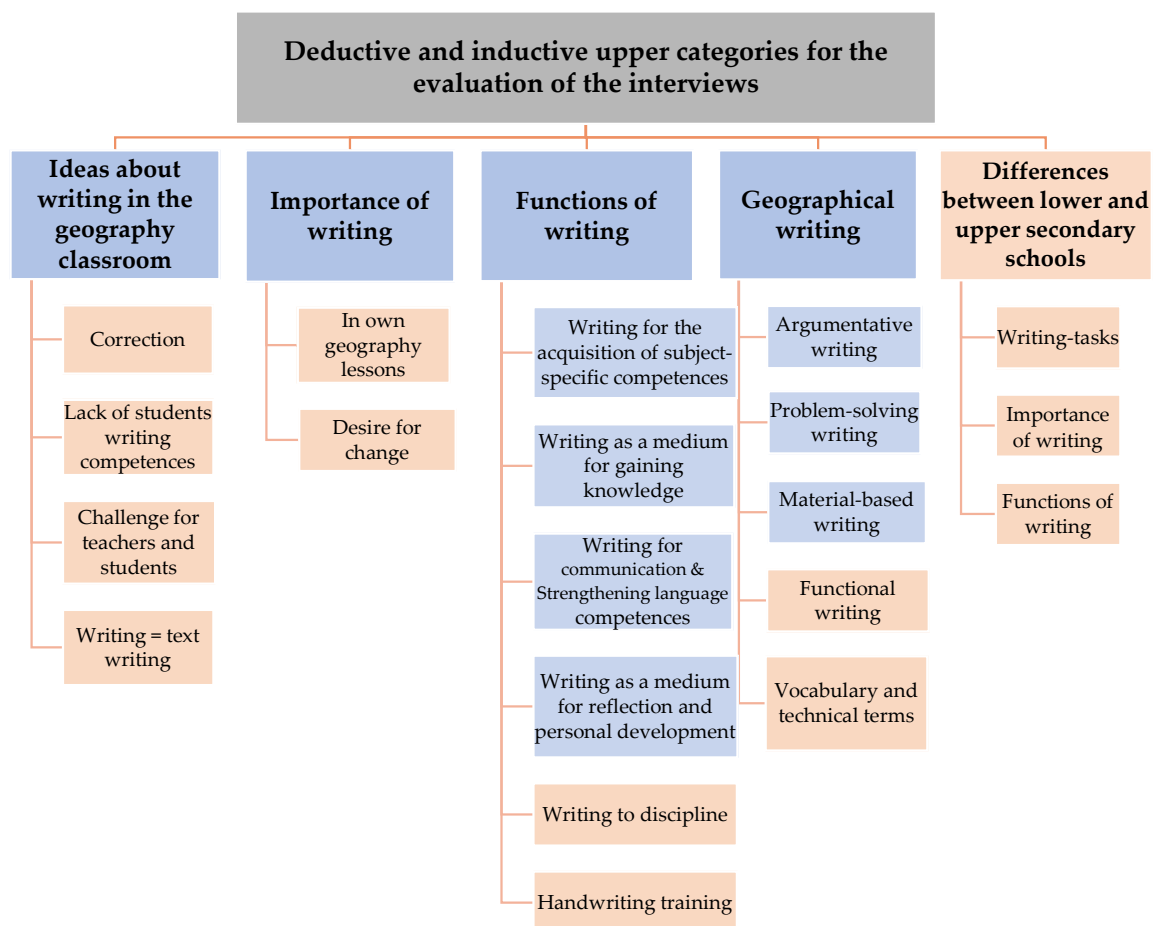 Deductive and inductive upper categories for the
evaluation of the interviews
Ideas about
writing in the
geography
classroom
Correction
Lack of students
writing
competences
Challenge for
teachers and
students
Writing = text
writing
Importance of
writing
In own
geography
lessons
Desire for
change
Functions of
writing
Writing for the
acquisition of subject-
specific competences
Writing as a medium
for gaining
knowledge
Writing for
communication &
Strengthening language
competences
Writing as a medium
for reflection and
personal development
Writing to discipline
Handwriting training
Geographical
writing
Argumentative
writing
Problem-solving
writing
Material-based
writing
Functional
writing
Vocabulary and
technical terms
Differences
between lower and
upper secondary
schools
Writing-tasks
Importance
of writing
Functions of
writing